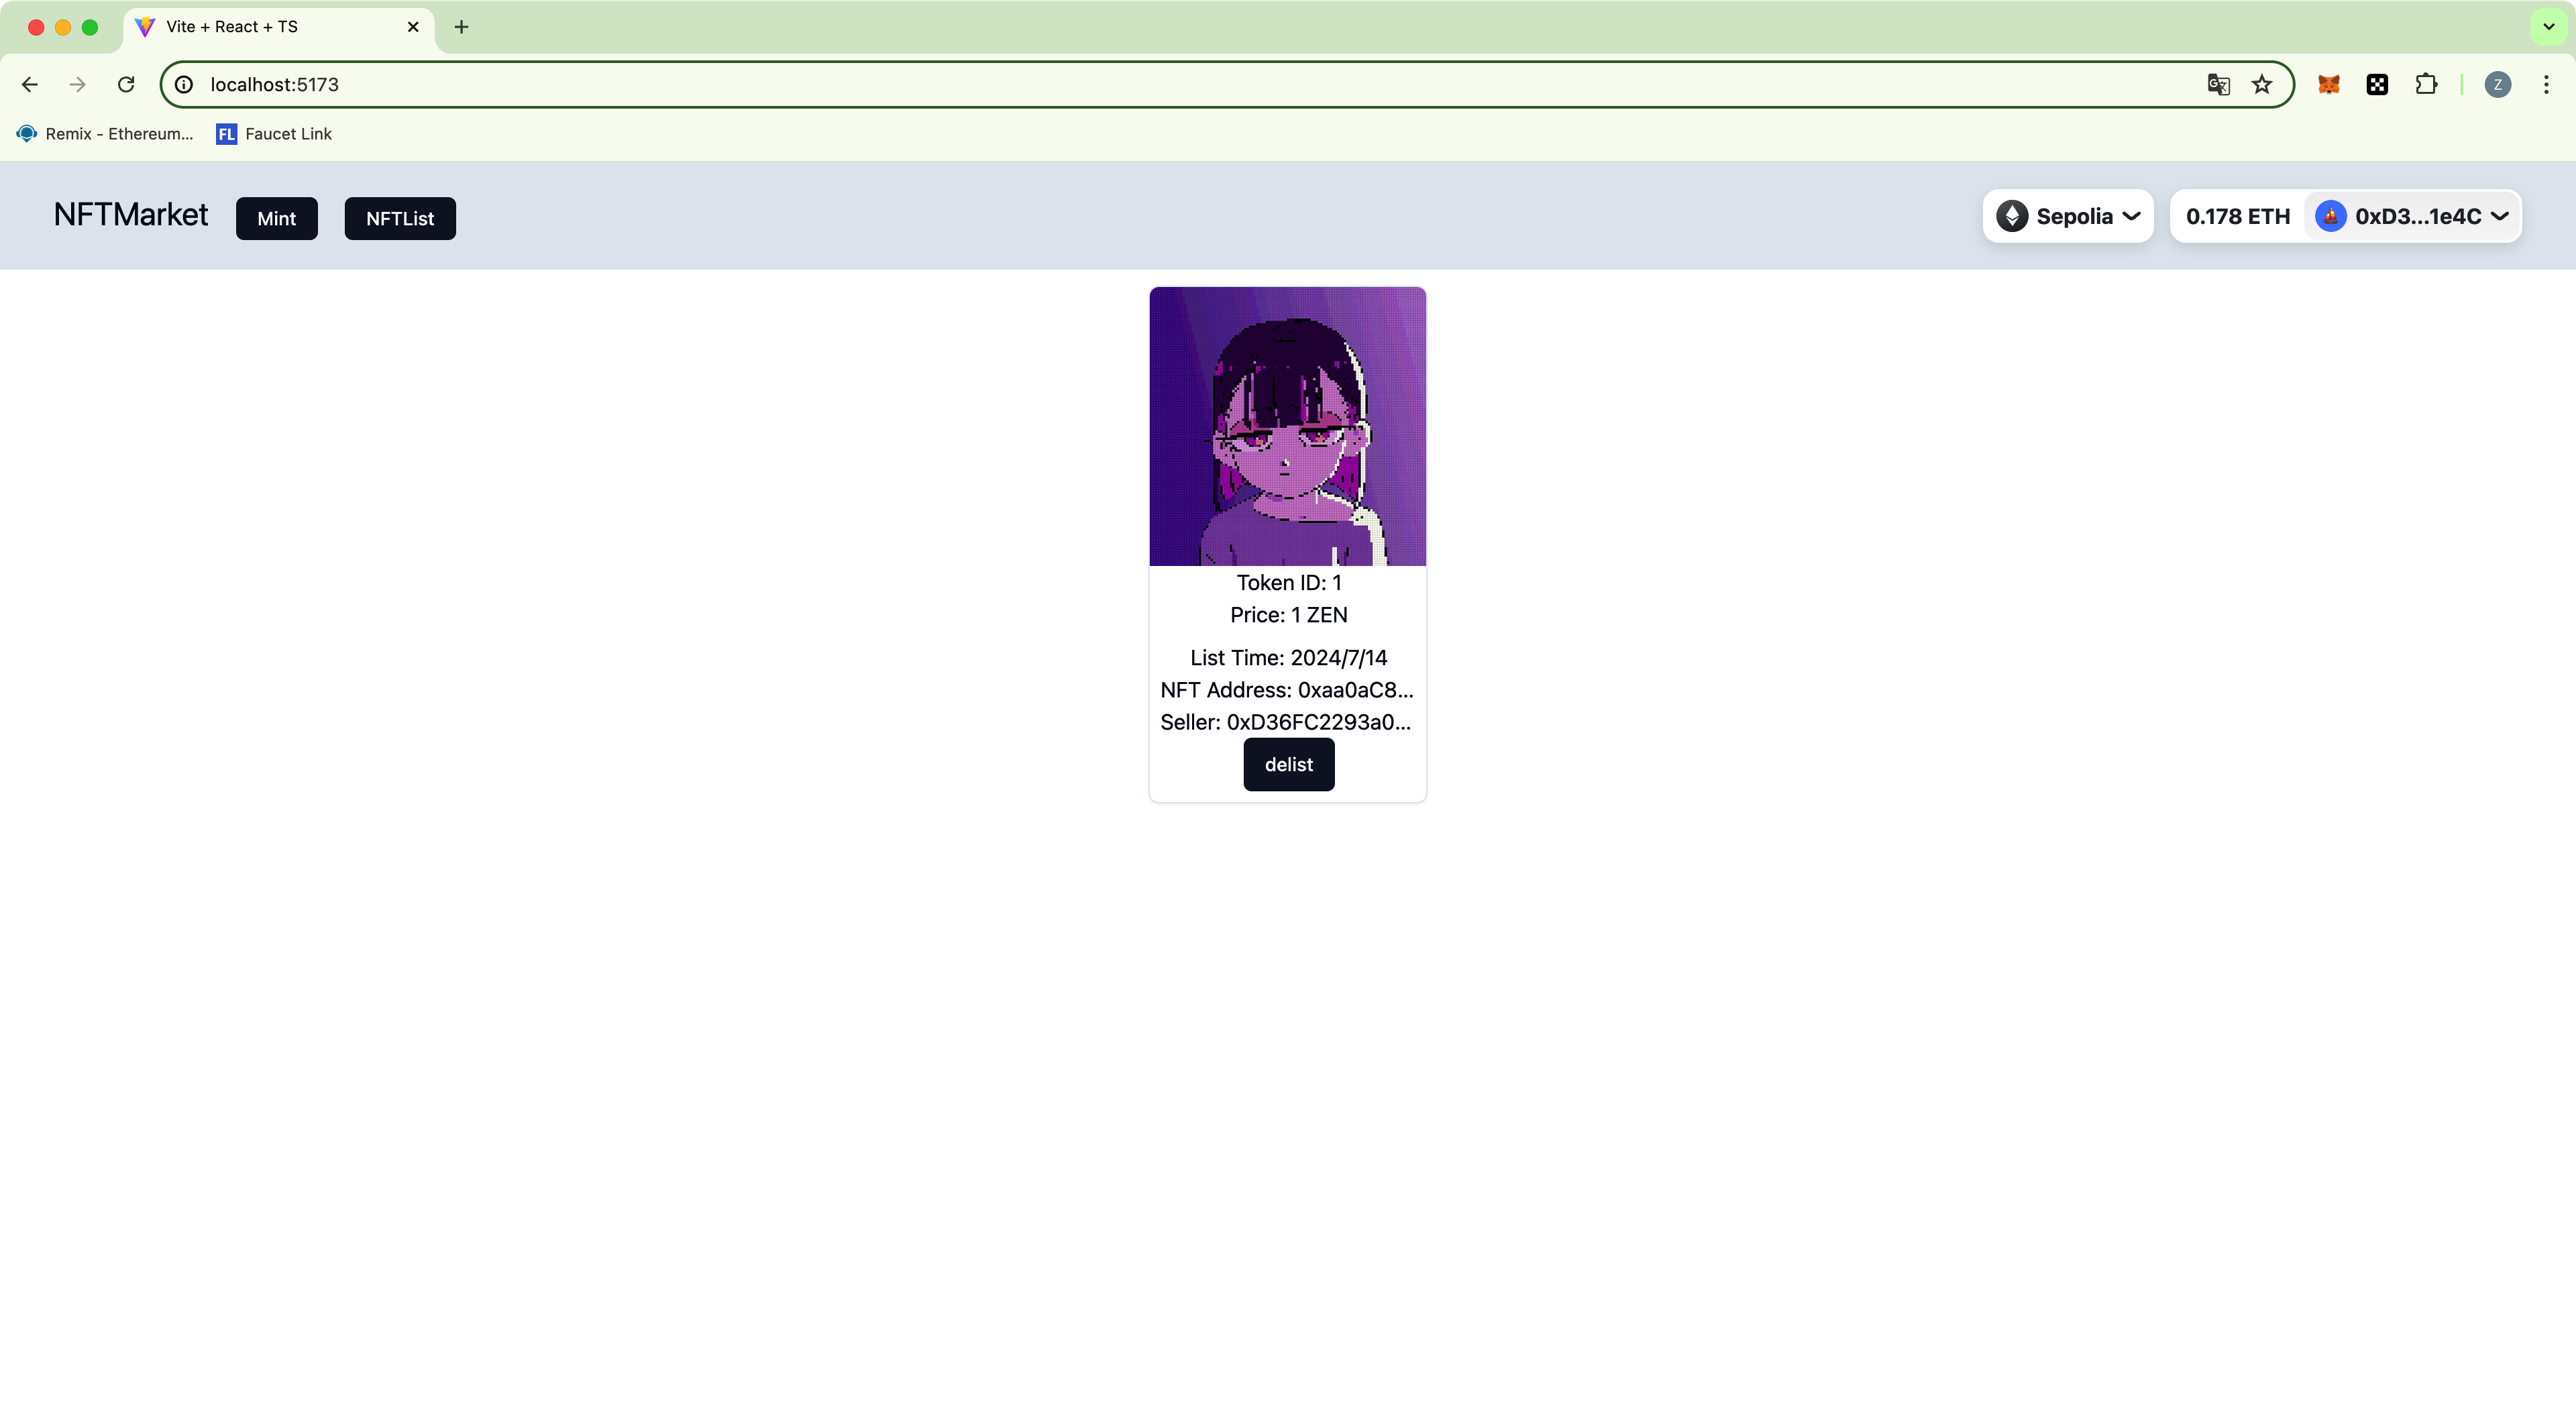 Vite + React + TS
localhost:5173
Remix - Ethereum...
FL Faucet Link
Z
NFTMarket
Mint
NFTList
Sepolia
0.178 ETH
0xD3...1e4C
Token ID: 1
Price: 1 ZEN
List Time: 2024/7/14
NFT Address: 0xaa0aC8...
Seller: 0xD36FC2293a0...
delist